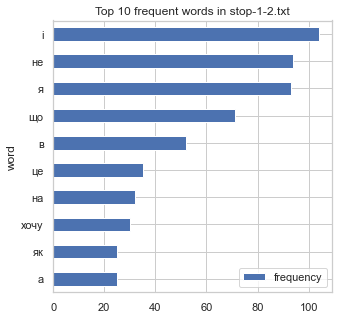 Top 10 frequent words in stop-1-2.txt
і
не
я
що
в
це
на
хочу
як
а
word
frequency
0 20 40 60 80 100